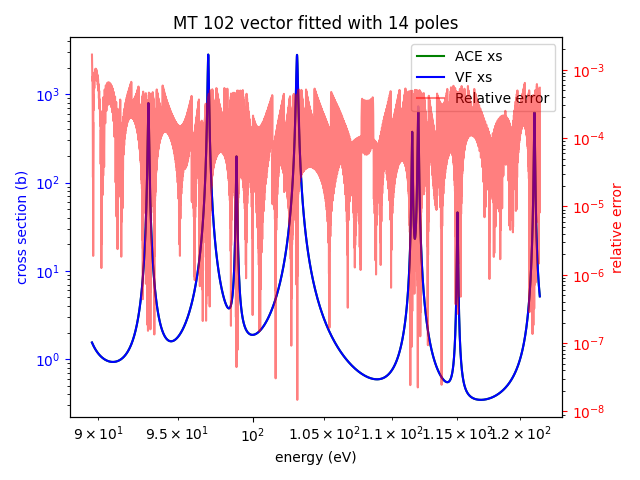 MT 102 vector fitted with 14 poles
ACE xs
VF xs
Relative error
cross section (b)
10³
10²
10¹
10⁰
relative error
10⁻³
10⁻⁴
10⁻⁵
10⁻⁶
10⁻⁷
10⁻⁸
9 × 10¹ 9.5 × 10¹ 10² 1.05 × 10² 1.1 × 10² 1.15 × 10² 1.2 × 10²
energy (eV)